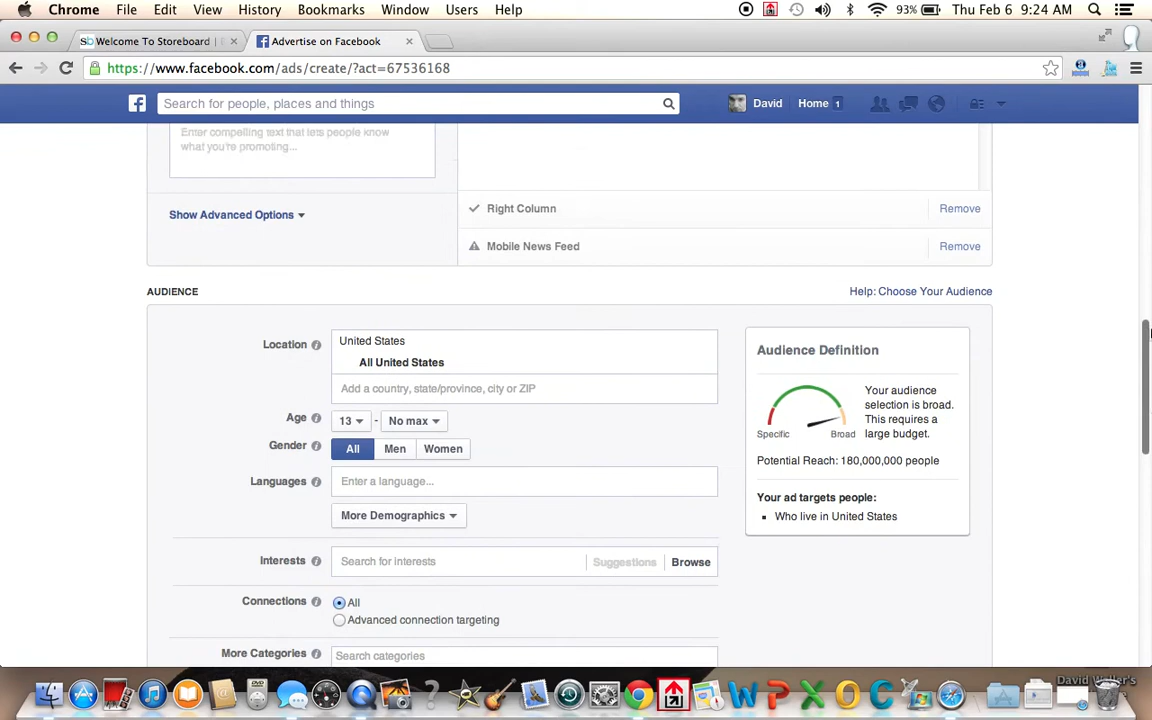 Chrome File Edit View History Bookmarks Window Users Help 93% Thu Feb 6 9:24 AM
Welcome To Storeboard | Advertise on Facebook
https://www.facebook.com/ads/create/?act=67536168
Search for people, places and things David Home 1
Enter compelling text that lets people know
what you're promoting...
Show Advanced Options
Right Column Remove
Mobile News Feed Remove
AUDIENCE Help: Choose Your Audience
Location United States
All United States
Add a country, state/province, city or ZIP
Age 13 - No max
Gender All Men Women
Languages Enter a language...
More Demographics
Interests Search for interests Suggestions Browse
Connections All
Advanced connection targeting
More Categories Search categories
Audience Definition
Specific Broad
Your audience
selection is broad.
This requires a
large budget.
Potential Reach: 180,000,000 people
Your ad targets people:
Who live in United States